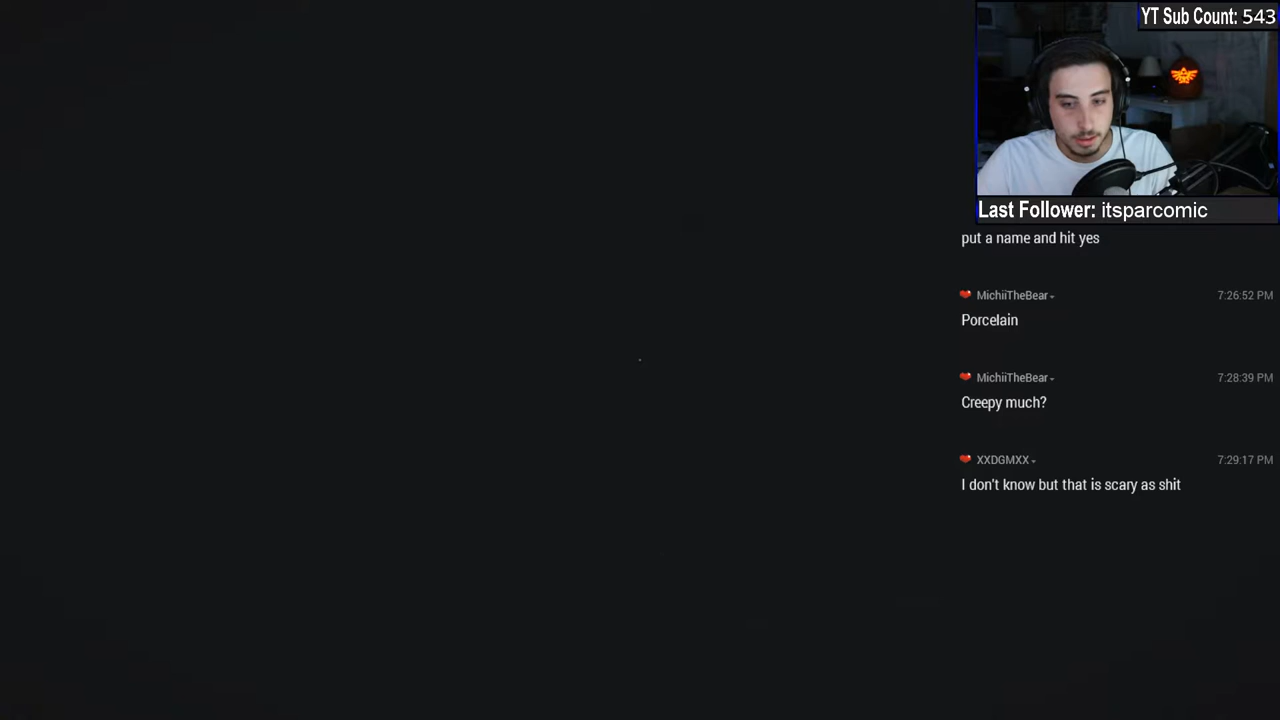 YT Sub Count: 543
Last Follower: itsparcomic
put a name and hit yes
MichiiTheBear 7:26:52 PM
Porcelain
MichiiTheBear 7:28:39 PM
Creepy much?
XXDGMXX 7:29:17 PM
I don't know but that is scary as shit